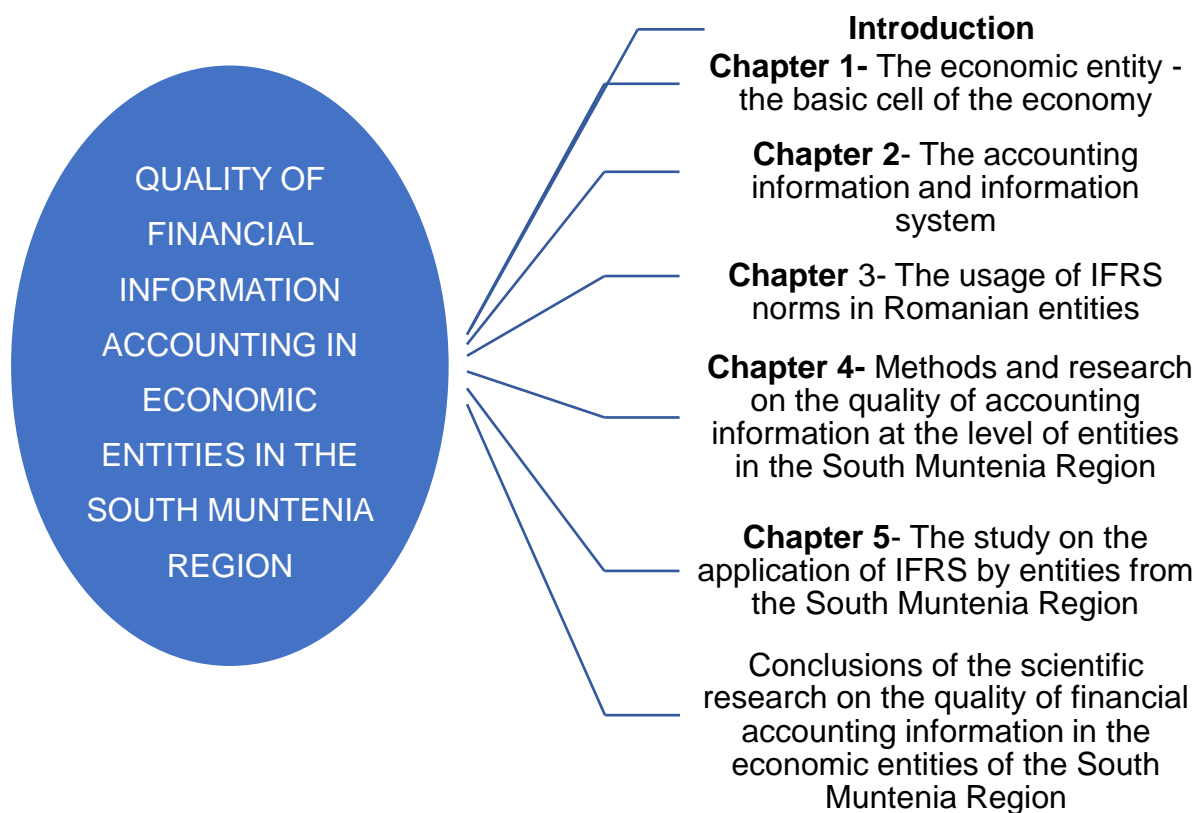 QUALITY OF
FINANCIAL
INFORMATION
ACCOUNTING IN
ECONOMIC
ENTITIES IN THE
SOUTH MUNTENIA
REGION
Introduction
Chapter 1- The economic entity -
the basic cell of the economy
Chapter 2- The accounting
information and information
system
Chapter 3- The usage of IFRS
norms in Romanian entities
Chapter 4- Methods and research
on the quality of accounting
information at the level of entities
in the South Muntenia Region
Chapter 5- The study on the
application of IFRS by entities from
the South Muntenia Region
Conclusions of the scientific
research on the quality of financial
accounting information in the
economic entities of the South
Muntenia Region